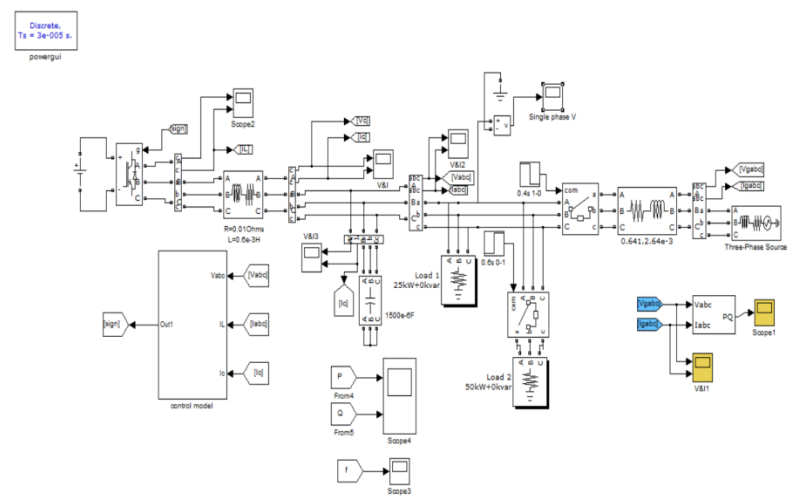 Discrete,
Ts = 3e-005 s.
powergui
[sign]
Scope2
[IL]
g
+
-
A
B
C
R=0.01Ohms
L=0.6e-3H
[Vc]
[Ic]
V&I
V&I2
[Vabc]
[Iabc]
V&I3
[Ic]
1500e-6F
Load 1
25kW+0kvar
Single phase V
+
-
v
0.4s 1-0
com
0.6s 0-1
com
Load 2
50kW+0kvar
0.641,2.64e-3
[Vgabc]
[Igabc]
Three-Phase Source
[sign]
Out1
Vabc
IL
Ic
[Vabc]
[Iabc]
[Ic]
control model
P
From4
Q
From5
Scope4
f
Scope3
[Vgabc]
[Igabc]
Vabc
Iabc
PQ
Scope1
V&I1